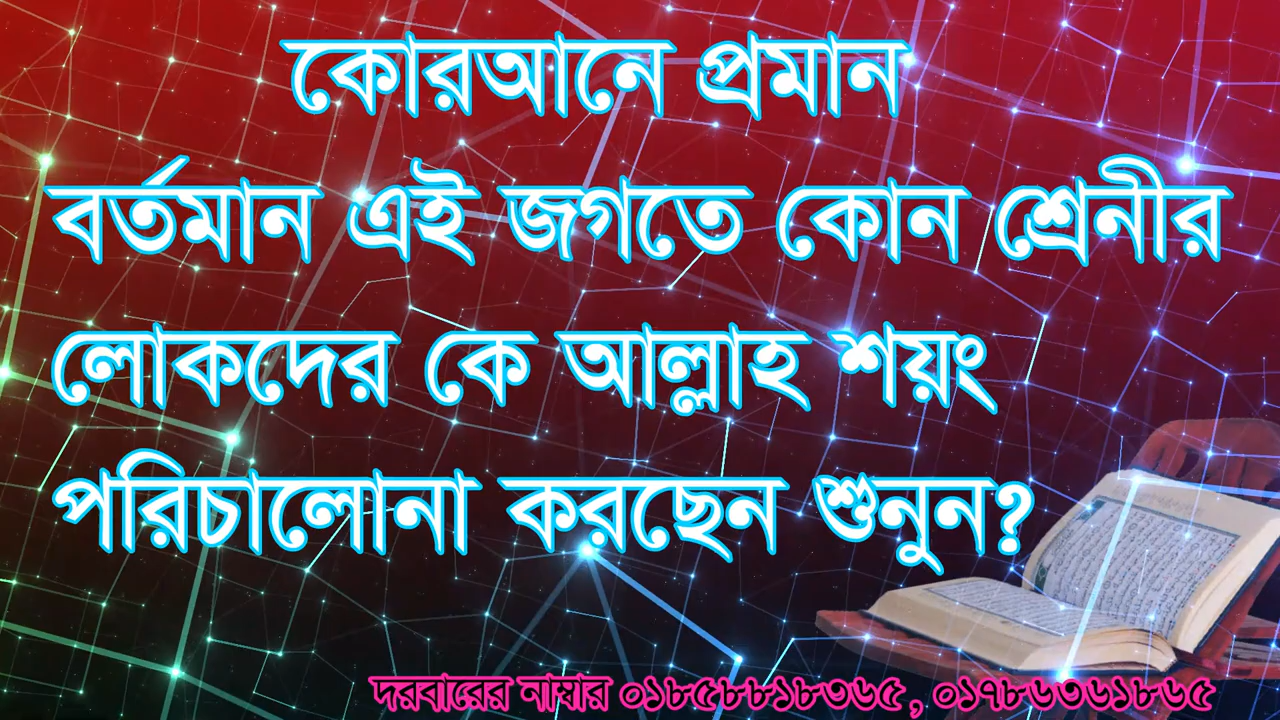 কোরআনে প্রমান
বর্তমান এই জগতে কোন শ্রেনীর
লোকদের কে আল্লাহ শয়ং
পরিচালোনা করছেন শুনুন?
দরবারের নাম্বার ০১৮৫৮৮১৮৩৬৫, ০১৭৮৬৩৬১৮৬৫